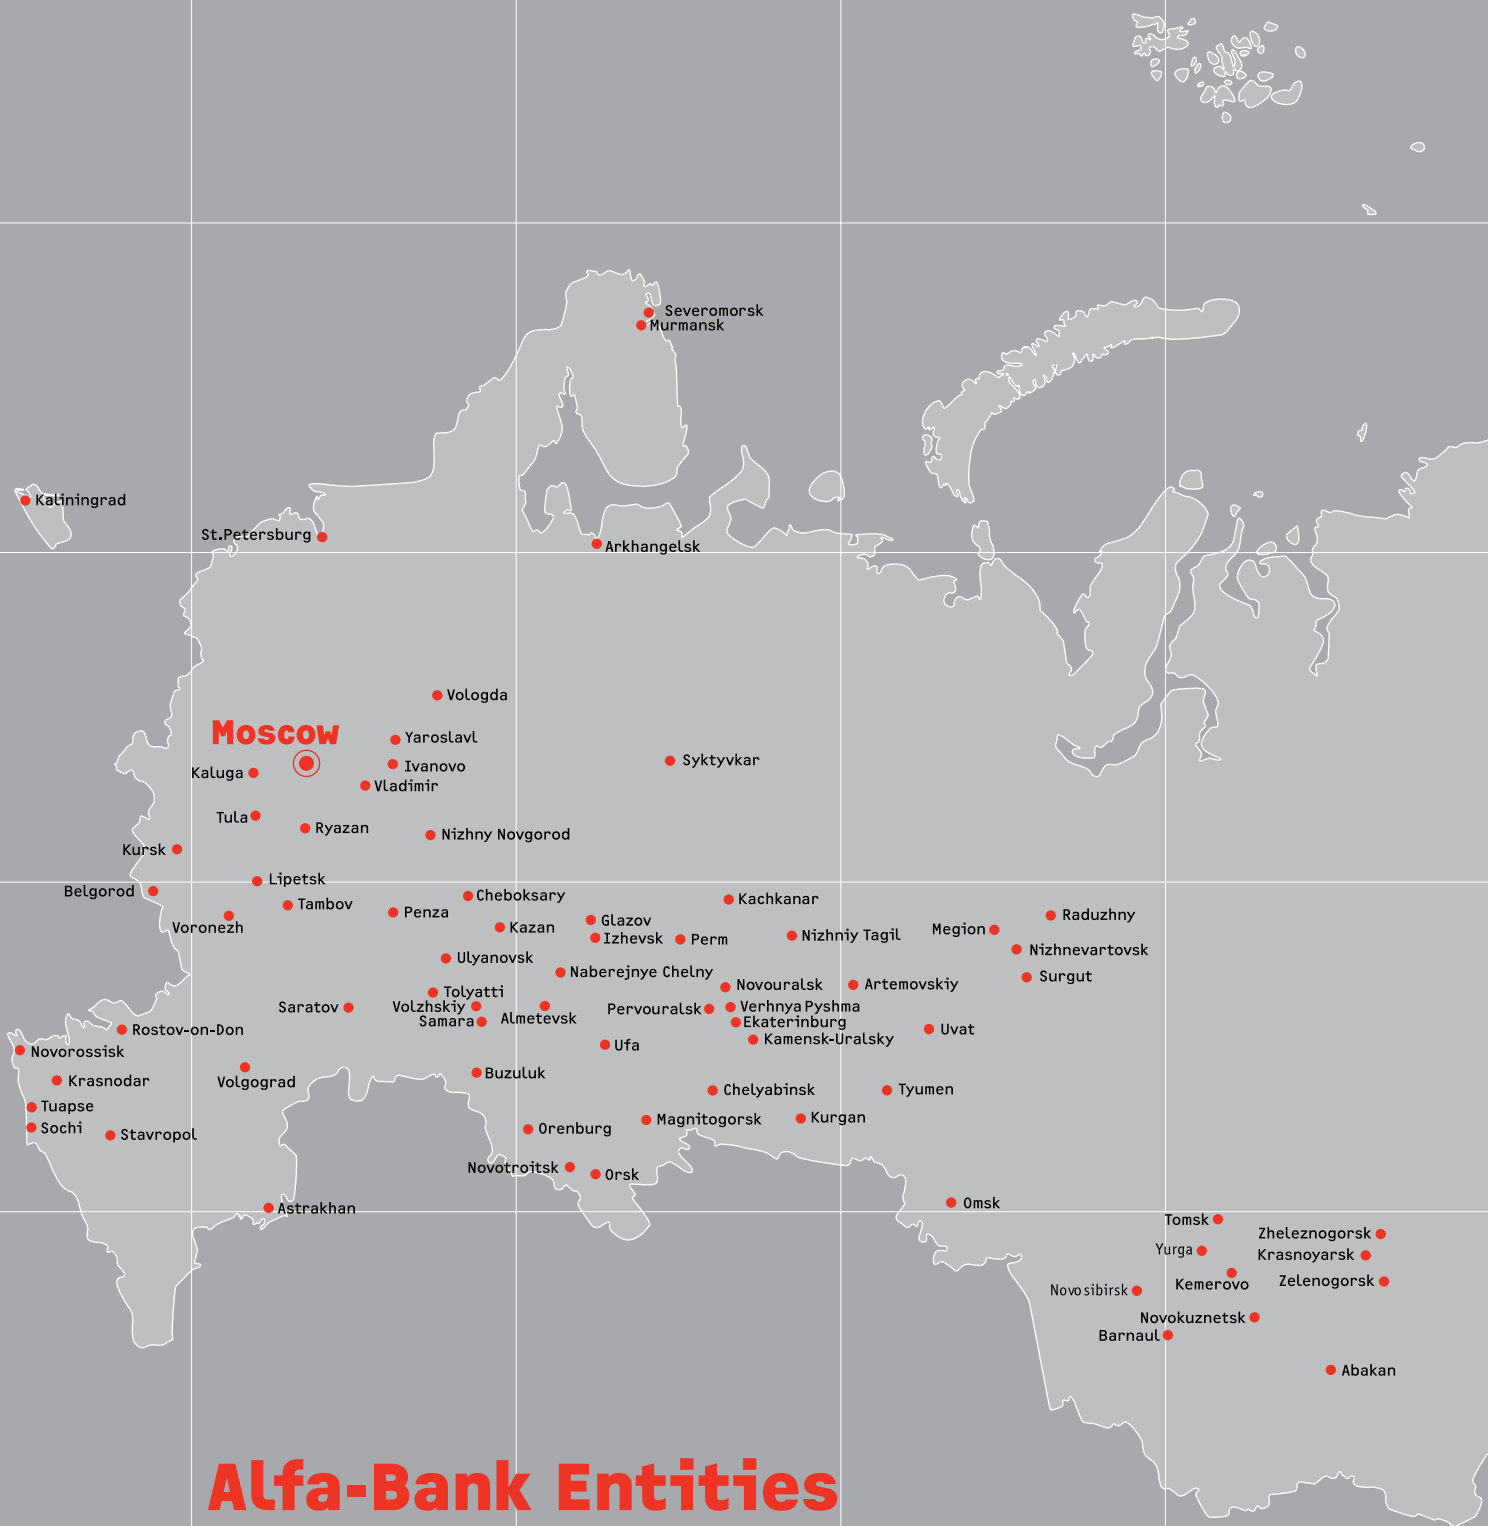 Severomorsk
Murmansk
Kaliningrad
St.Petersburg
Arkhangelsk
Vologda
Moscow
Yaroslavl
Syktyvkar
Ivanovo
Kaluga
Vladimir
Tula
Ryazan
Nizhny Novgorod
Kursk
Lipetsk
Belgorod
Cheboksary
Kachkanar
Tambov
Penza
Glazov
Raduzhny
Voronezh
Kazan
Izhevsk
Perm
Nizhniy Tagil
Megion
Nizhnevartovsk
Ulyanovsk
Naberejnye Chelny
Surgut
Novouralsk
Artemovskiy
Tolyatti
Saratov
Volzhskiy
Pervouralsk
Verhnya Pyshma
Samara
Almetevsk
Ekaterinburg
Rostov-on-Don
Uvat
Kamensk-Uralsky
Ufa
Novorossisk
Buzuluk
Krasnodar
Volgograd
Chelyabinsk
Tyumen
Tuapse
Magnitogorsk
Kurgan
Sochi
Stavropol
Orenburg
Novotroitsk
Orsk
Astrakhan
Omsk
Tomsk
Zheleznogorsk
Yurga
Krasnoyarsk
Kemerovo
Zelenogorsk
Novosibirsk
Novokuznetsk
Barnaul
Abakan
Alfa-Bank Entities